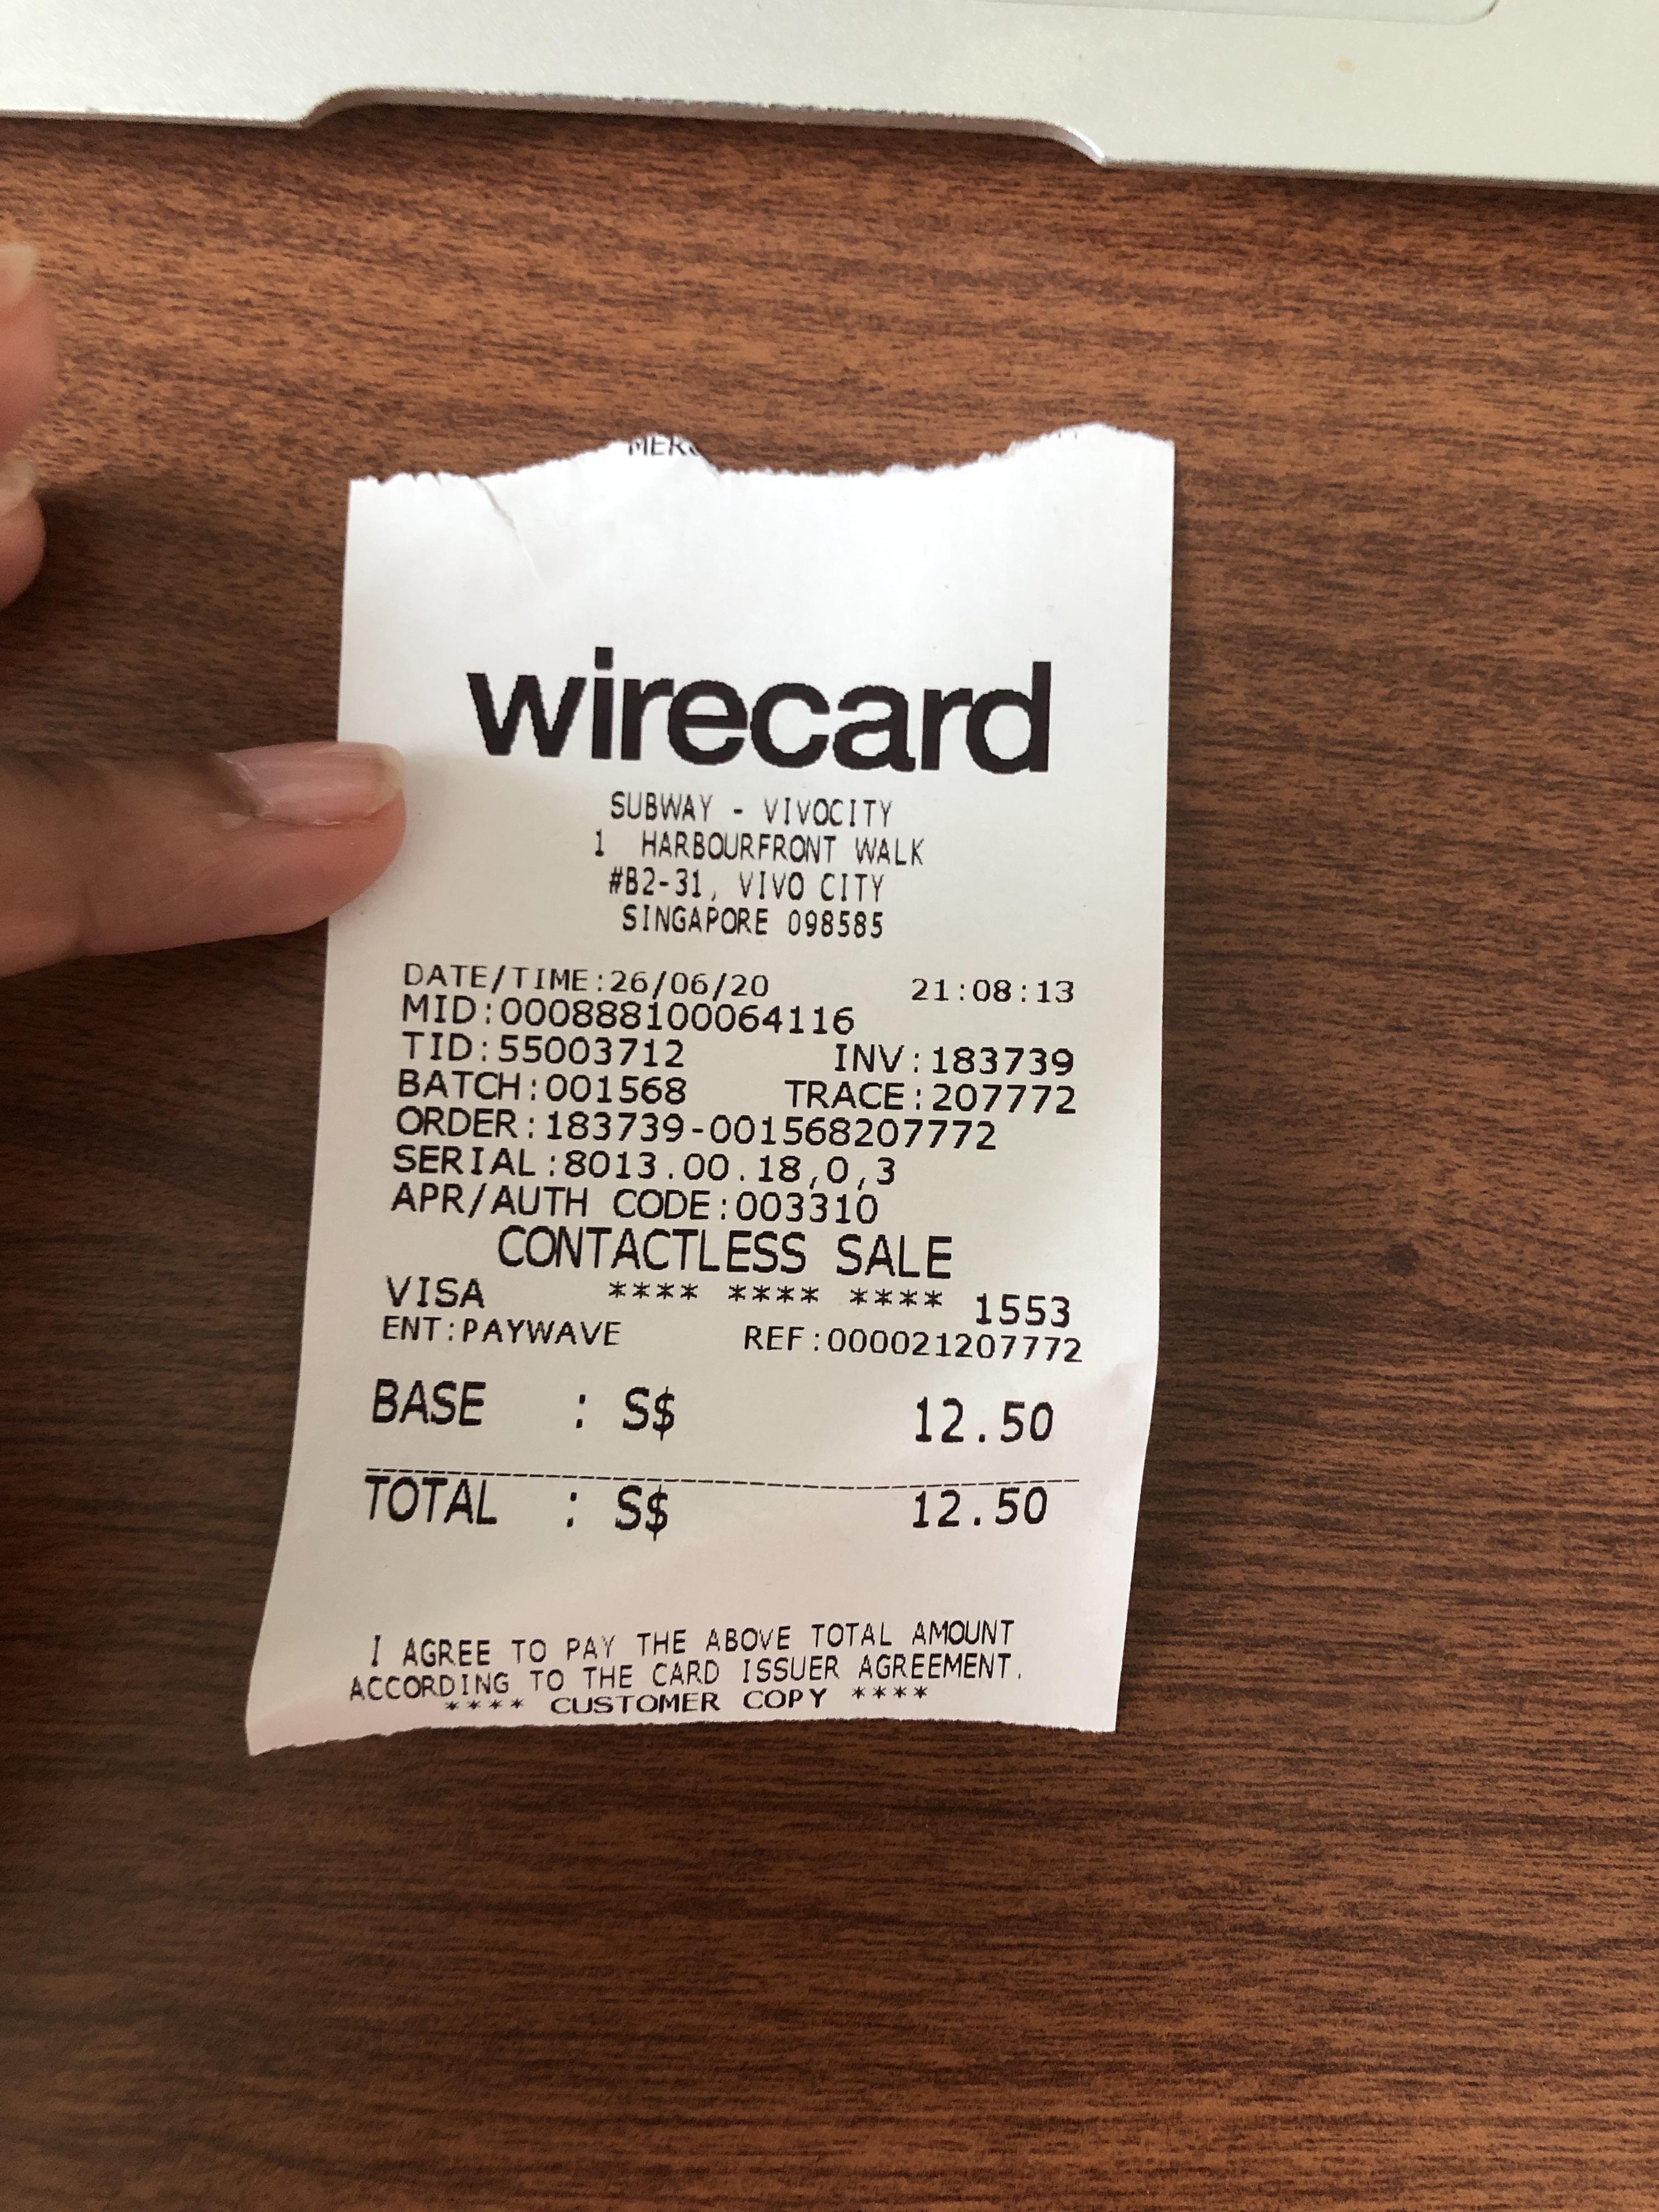 wirecard
SUBWAY - VIVOCITY
1 HARBOURFRONT WALK
#B2-31, VIVO CITY
SINGAPORE 098585
DATE/TIME:26/06/20 21:08:13
MID:000888100064116
TID:55003712 INV:183739
BATCH:001568 TRACE:207772
ORDER:183739-001568207772
SERIAL:8013.00.18,0,3
APR/AUTH CODE:003310
CONTACTLESS SALE
VISA **** **** **** 1553
ENT:PAYWAVE REF:000021207772
BASE : S$ 12.50
TOTAL : S$ 12.50
I AGREE TO PAY THE ABOVE TOTAL AMOUNT
ACCORDING TO THE CARD ISSUER AGREEMENT.
**** CUSTOMER COPY ****